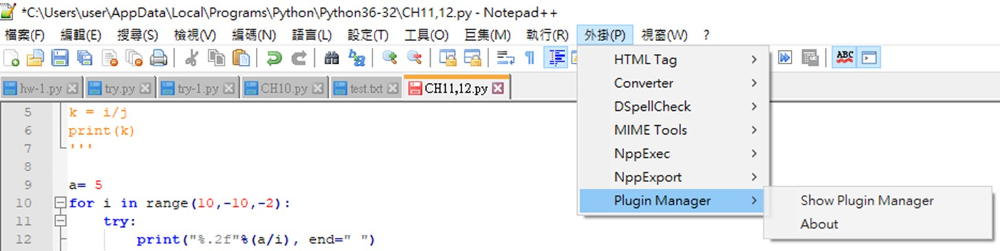 *C:\Users\user\AppData\Local\Programs\Python\Python36-32\CH11,12.py - Notepad++
檔案(F) 編輯(E) 搜尋(S) 檢視(V) 編碼(N) 語言(L) 設定(T) 工具(O) 巨集(M) 執行(R) 外掛(P) 視窗(W) ?
ABC
hw-1.py try.py try-1.py CH10.py test.txt CH11,12.py
HTML Tag
Converter
DSpellCheck
MIME Tools
NppExec
NppExport
Plugin Manager
Show Plugin Manager
About
5 k = i/j
6 print(k)
7 '''
8
9 a= 5
10 for i in range(10,-10,-2):
11 try:
12 print("%.2f"%(a/i), end=" ")